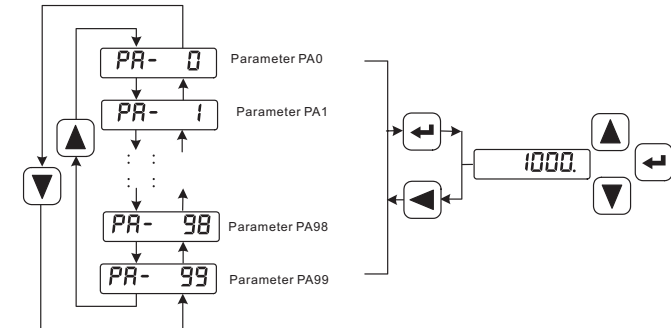 PA- 0 Parameter PA0
PA- 1 Parameter PA1
1000.
PA- 98 Parameter PA98
PA- 99 Parameter PA99